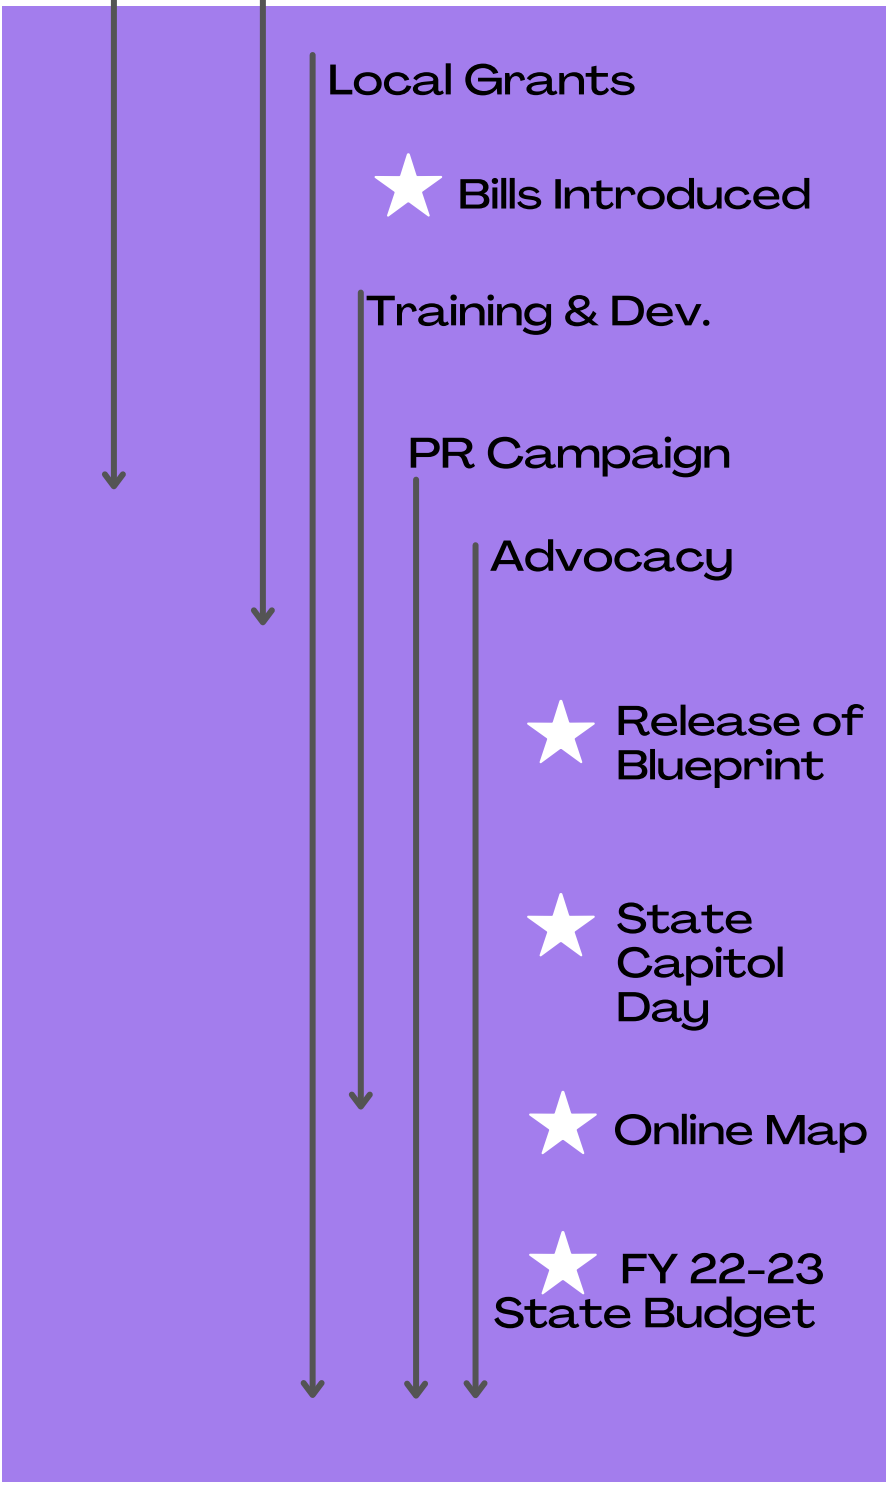 Local Grants
Bills Introduced
Training & Dev.
PR Campaign
Advocacy
Release of
Blueprint
State
Capitol
Day
Online Map
FY 22-23
State Budget